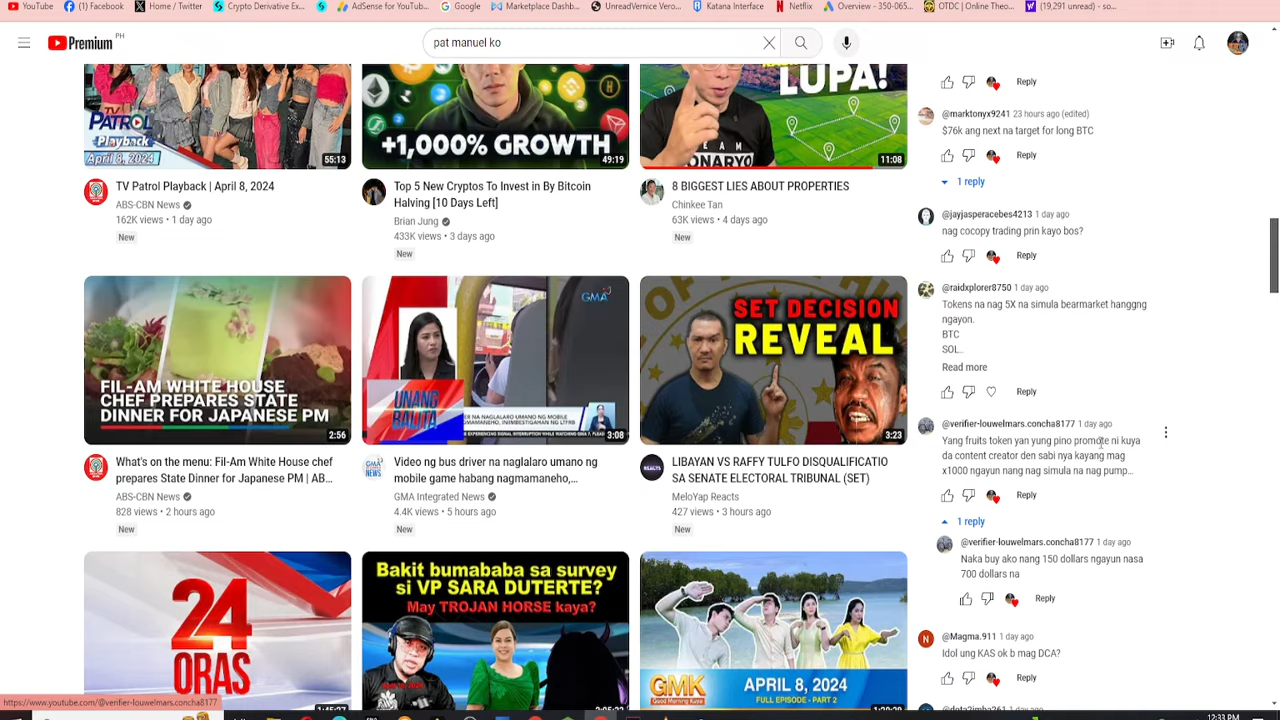 YouTube
(1) Facebook
Home / Twitter
Crypto Derivative Ex...
AdSense for YouTub...
Google
Marketplace Dashb...
UnreadVernice Vero...
Katana Interface
Netflix
Overview - 350-065...
OTDC | Online Theo...
(19,291 unread) - so...
Premium PH
pat manuel ko
TV PATROL
Playback
April 8, 2024
55:13
+1,000% GROWTH
49:19
LUPA!
TEAM
ONARYO
11:08
TV Patrol Playback | April 8, 2024
ABS-CBN News
162K views • 1 day ago
New
Top 5 New Cryptos To Invest in By Bitcoin
Halving [10 Days Left]
Brian Jung
433K views • 3 days ago
New
8 BIGGEST LIES ABOUT PROPERTIES
Chinkee Tan
63K views • 4 days ago
New
FIL-AM WHITE HOUSE
CHEF PREPARES STATE
DINNER FOR JAPANESE PM
2:56
GMA
UNANG
BALITA
3:08
SET DECISION
REVEAL
3:23
What's on the menu: Fil-Am White House chef
prepares State Dinner for Japanese PM | AB...
ABS-CBN News
828 views • 2 hours ago
New
Video ng bus driver na naglalaro umano ng
mobile game habang nagmamaneho,...
GMA Integrated News
4.4K views • 5 hours ago
New
REACTS
LIBAYAN VS RAFFY TULFO DISQUALIFICATIO
SA SENATE ELECTORAL TRIBUNAL (SET)
MeloYap Reacts
427 views • 3 hours ago
New
24
ORAS
Bakit bumababa sa survey
si VP SARA DUTERTE?
May TROJAN HORSE kaya?
GMK
Good Morning Kuya
APRIL 8, 2024
FULL EPISODE - PART 2
Reply
@marktonyx9241 23 hours ago (edited)
$76k ang next na target for long BTC
Reply
1 reply
@jayjasperacebes4213 1 day ago
nag cocopy trading prin kayo bos?
Reply
@raidxplorer8750 1 day ago
Tokens na nag 5X na simula bearmarket hanggng
ngayon.
BTC
SOL..
Read more
Reply
@verifier-louwelmars.concha8177 1 day ago
Yang fruits token yan yung pino promote ni kuya
da content creator den sabi nya kayang mag
x1000 ngayun nang nag simula na nag pump...
Reply
1 reply
@verifier-louwelmars.concha8177 1 day ago
Naka buy ako nang 150 dollars ngayun nasa
700 dollars na
Reply
@Magma.911 1 day ago
N
Idol ung KAS ok b mag DCA?
Reply
https://www.youtube.com/@verifier-louwelmars.concha8177
12:33 PM